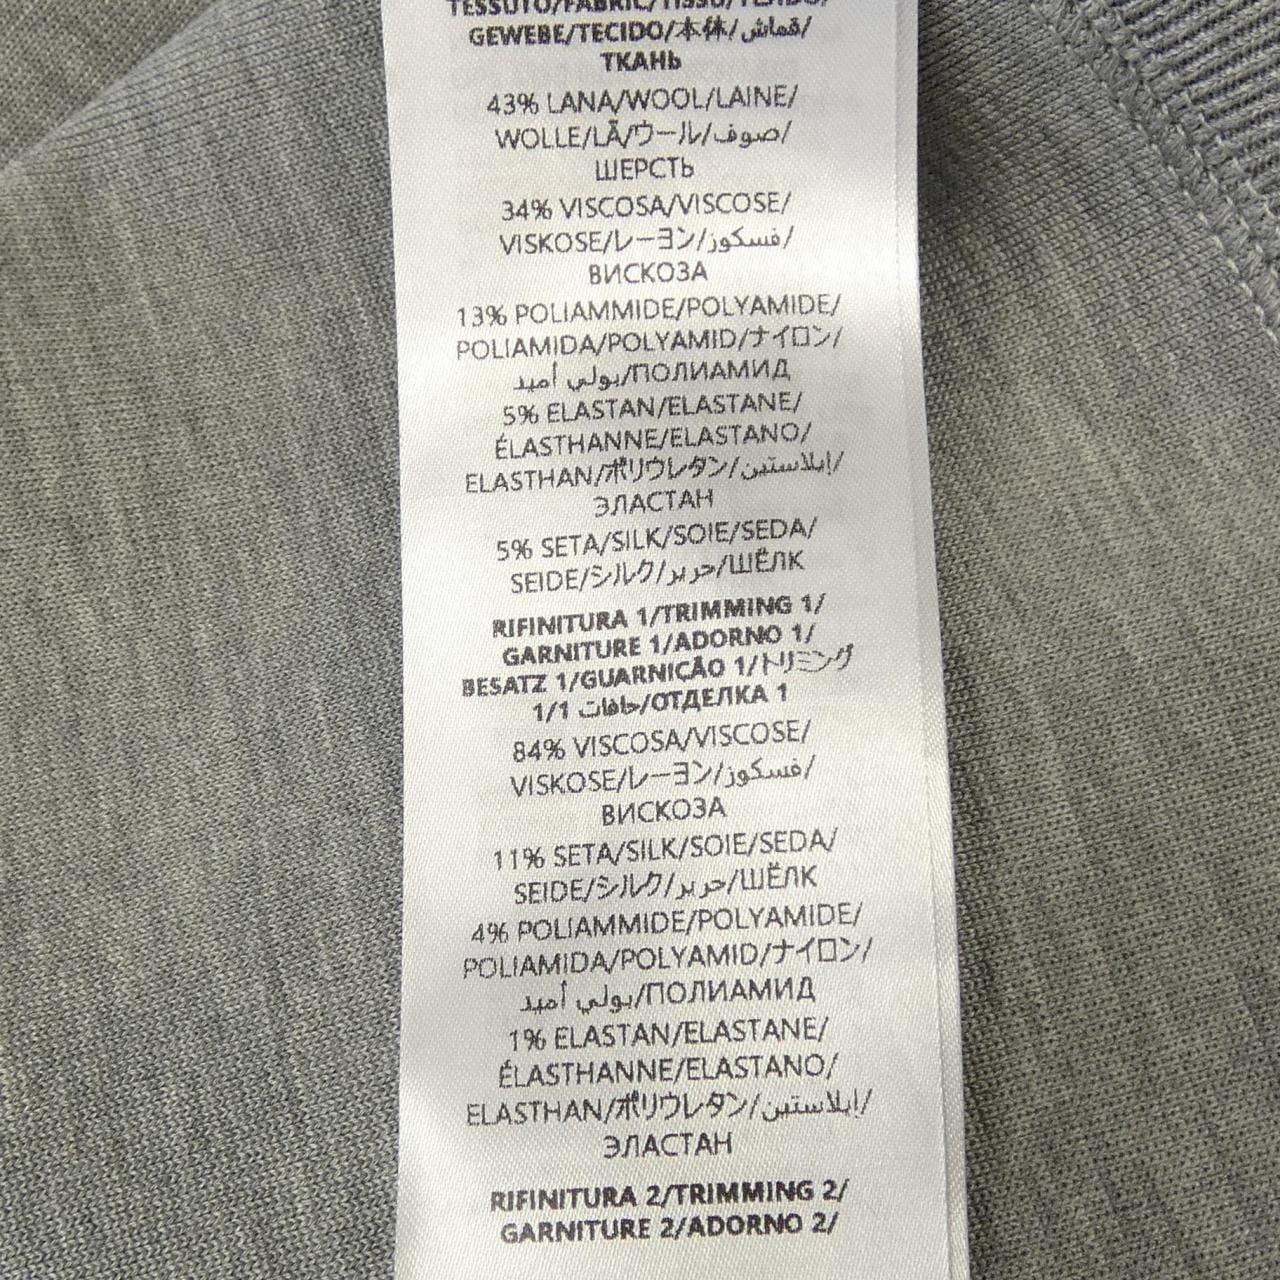 TESSUTO/FABRIC/TISSU/TEJIDO/
GEWEBE/TECIDO/本体/قماش/
ТКАНЬ
43% LANA/WOOL/LAINE/
WOLLE/LÃ/ウール/صوف/
ШЕРСТЬ
34% VISCOSA/VISCOSE/
VISKOSE/レーヨン/فسكوز/
ВИСКОЗА
13% POLIAMMIDE/POLYAMIDE/
POLIAMIDA/POLYAMID/ナイロン/
بولي أميد/ПОЛИАМИД
5% ELASTAN/ELASTANE/
ÉLASTHANNE/ELASTANO/
ELASTHAN/ポリウレタン/إيلاستين/
ЭЛАСТАН
5% SETA/SILK/SOIE/SEDA/
SEIDE/シルク/حرير/ШЁЛК
RIFINITURA 1/TRIMMING 1/
GARNITURE 1/ADORNO 1/
BESATZ 1/GUARNIÇÃO 1/トリミング
1/1 حافات/ОТДЕЛКА 1
84% VISCOSA/VISCOSE/
VISKOSE/レーヨン/فسكوز/
ВИСКОЗА
11% SETA/SILK/SOIE/SEDA/
SEIDE/シルク/حرير/ШЁЛК
4% POLIAMMIDE/POLYAMIDE/
POLIAMIDA/POLYAMID/ナイロン/
بولي أميد/ПОЛИАМИД
1% ELASTAN/ELASTANE/
ÉLASTHANNE/ELASTANO/
ELASTHAN/ポリウレタン/إيلاستين/
ЭЛАСТАН
RIFINITURA 2/TRIMMING 2/
GARNITURE 2/ADORNO 2/